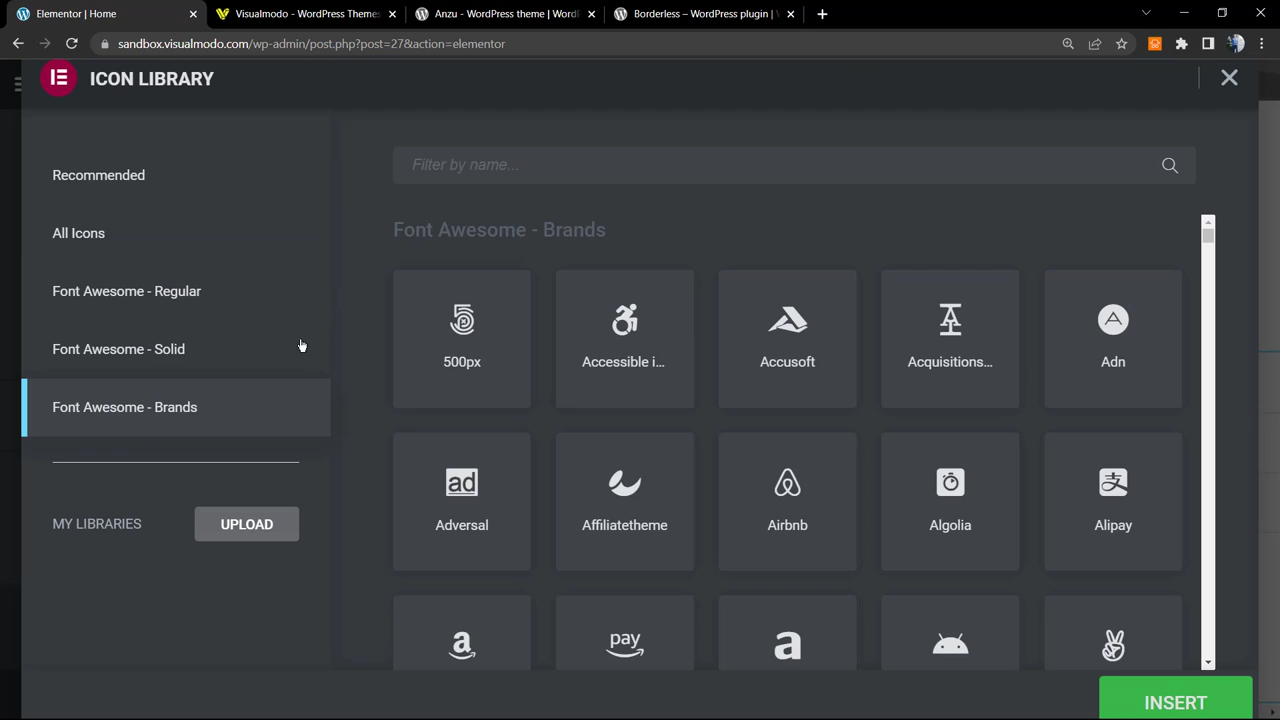 Elementor | Home
Visualmodo - WordPress Themes
Anzu - WordPress theme | Word
Borderless – WordPress plugin |
sandbox.visualmodo.com/wp-admin/post.php?post=27&action=elementor
ICON LIBRARY
Recommended
All Icons
Font Awesome - Regular
Font Awesome - Solid
Font Awesome - Brands
MY LIBRARIES
UPLOAD
Filter by name...
Font Awesome - Brands
500px
Accessible i...
Accusoft
Acquisitions...
Adn
ad
Adversal
Affiliatetheme
Airbnb
Algolia
支
Alipay
a
pay
a
INSERT